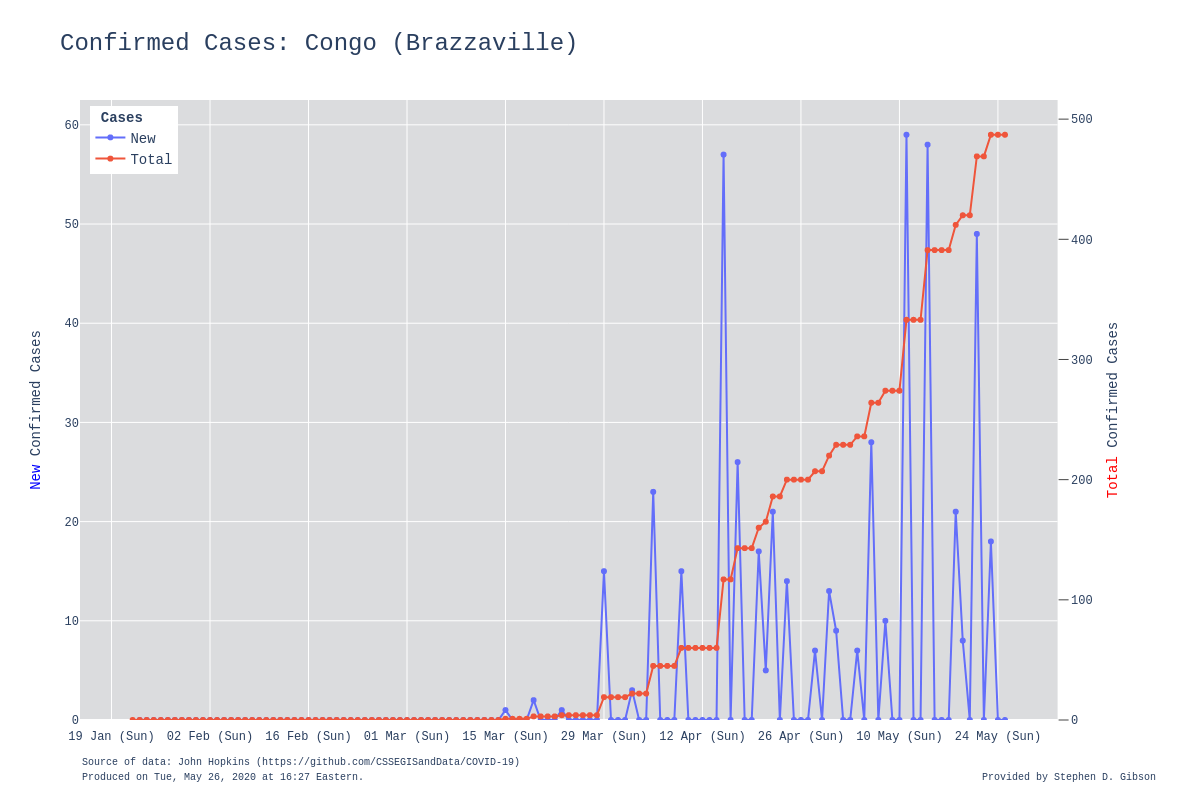 Confirmed Cases: Congo (Brazzaville)
Cases
New
Total
60
50
40
30
20
10
0
500
400
300
200
100
0
New Confirmed Cases
Total Confirmed Cases
19 Jan (Sun) 02 Feb (Sun) 16 Feb (Sun) 01 Mar (Sun) 15 Mar (Sun) 29 Mar (Sun) 12 Apr (Sun) 26 Apr (Sun) 10 May (Sun) 24 May (Sun)
Source of data: John Hopkins (https://github.com/CSSEGISandData/COVID-19)
Produced on Tue, May 26, 2020 at 16:27 Eastern.
Provided by Stephen D. Gibson